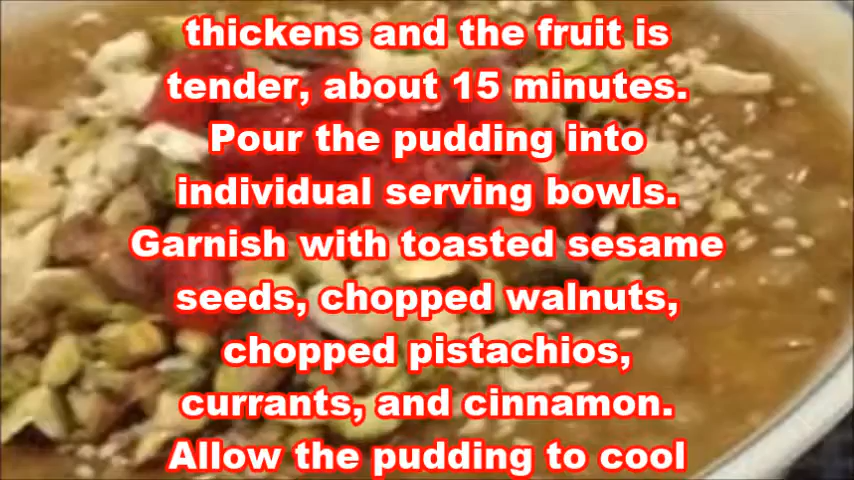 thickens and the fruit is
tender, about 15 minutes.
Pour the pudding into
individual serving bowls.
Garnish with toasted sesame
seeds, chopped walnuts,
chopped pistachios,
currants, and cinnamon.
Allow the pudding to cool